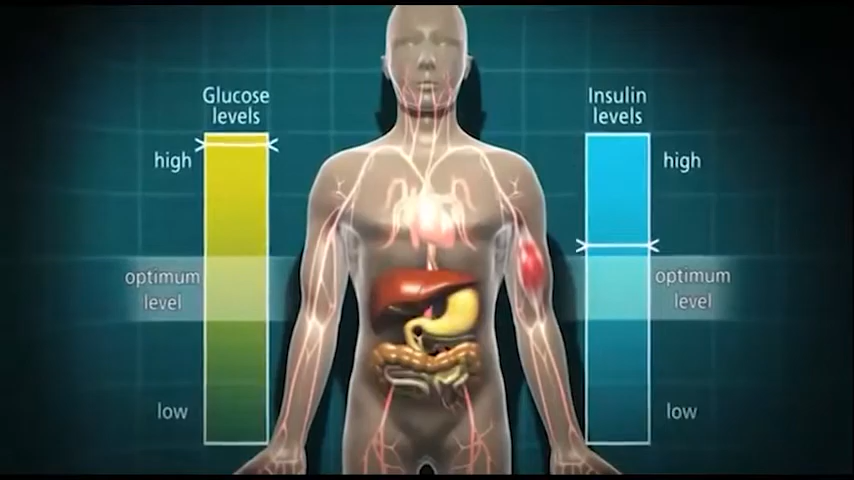 Glucose
levels
high
optimum
level
low
Insulin
levels
high
optimum
level
low